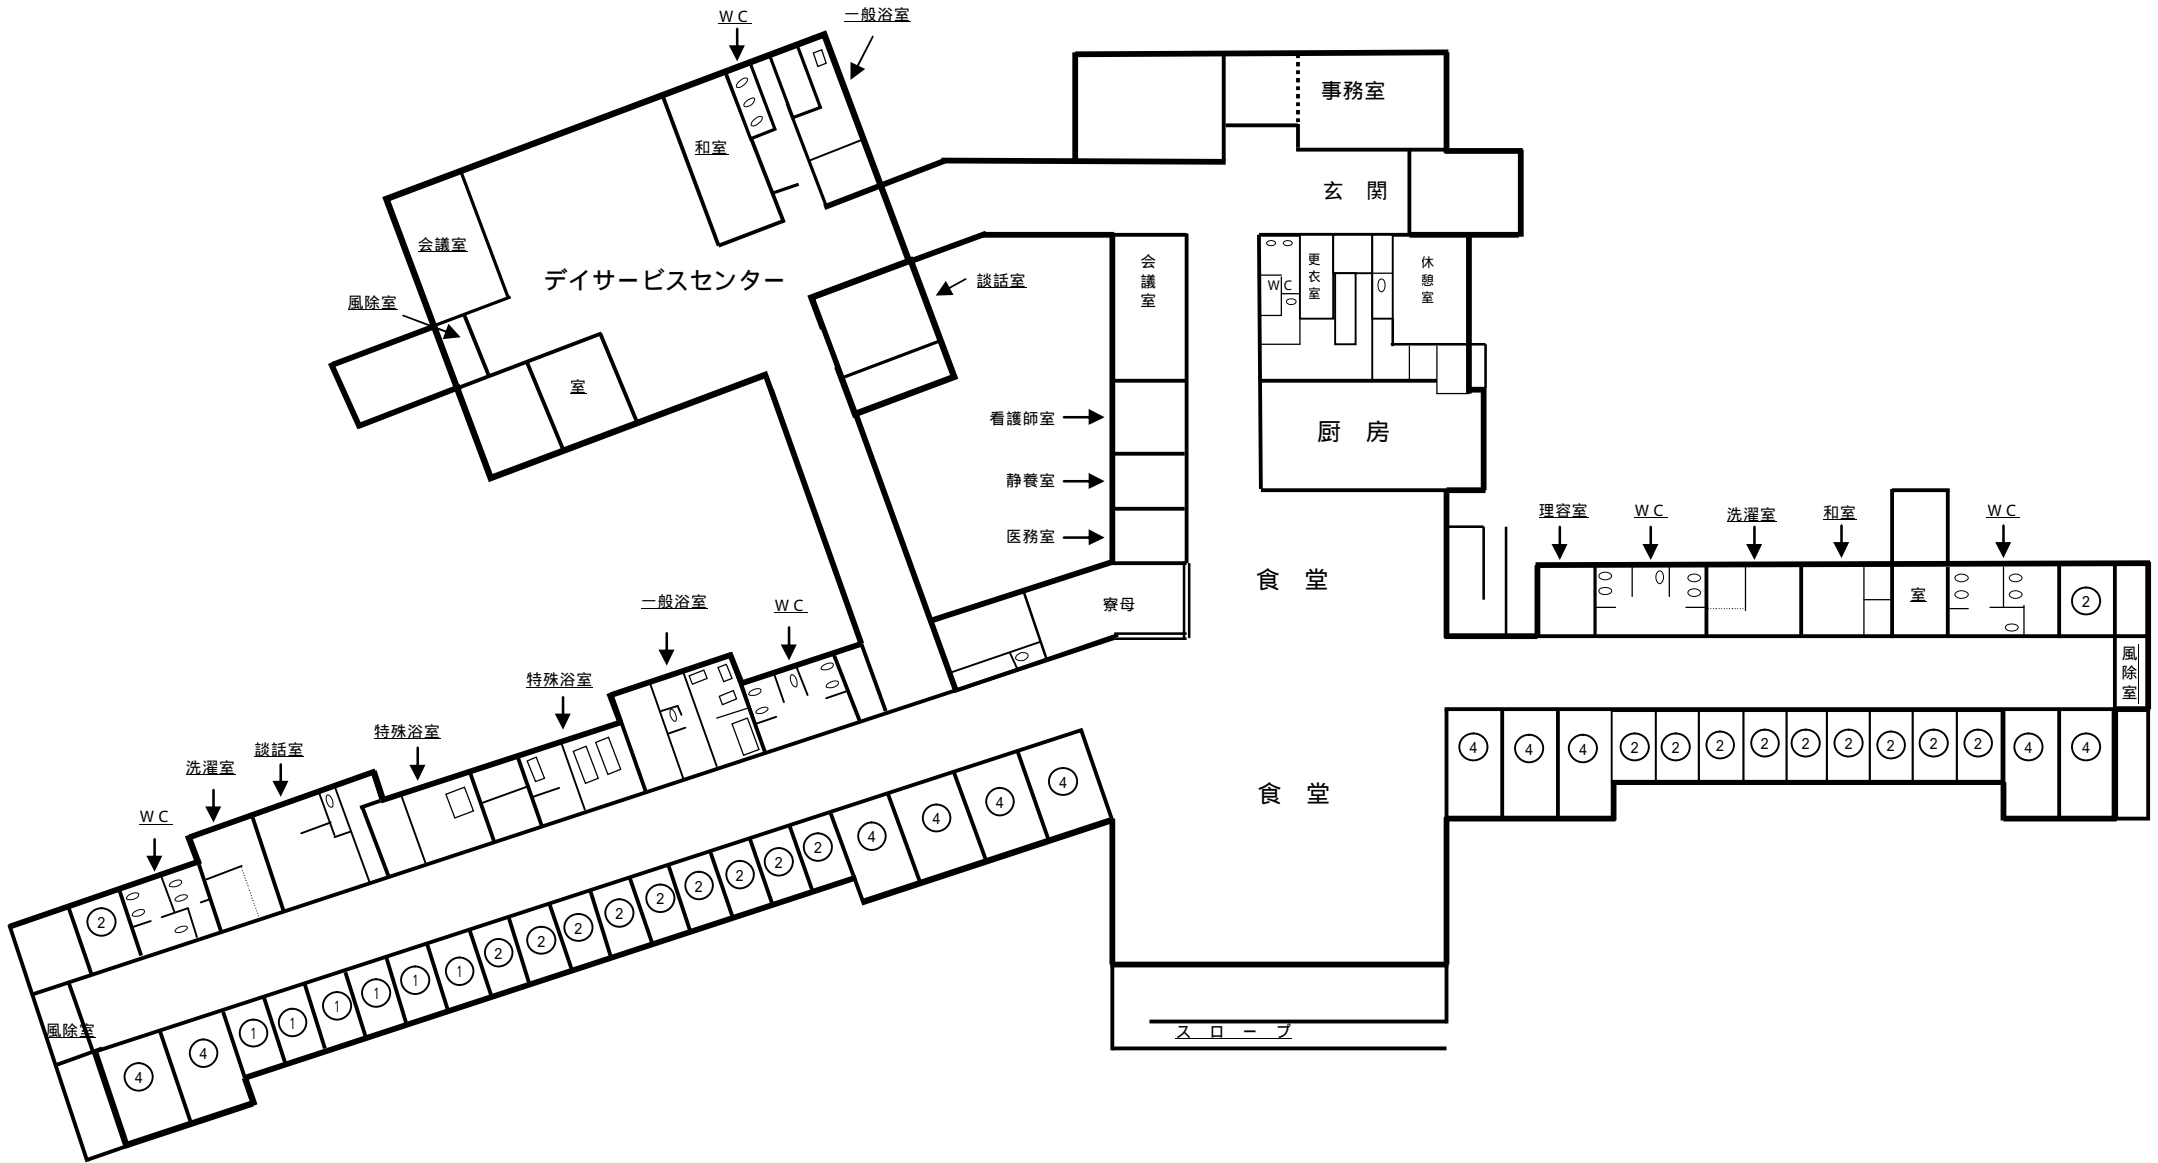 ＷＣ
一般浴室
和室
会議室
デイサービスセンター
風除室
室
談話室
事務室
玄　関
会議室
ＷＣ
更衣室
休憩室
看護師室
静養室
医務室
厨　房
寮母
食　堂
食　堂
スロープ
理容室
ＷＣ
洗濯室
和室
室
ＷＣ
②
風除室
④ ④ ④ ② ② ② ② ② ② ② ② ② ④ ④
ＷＣ
一般浴室
特殊浴室
特殊浴室
談話室
洗濯室
ＷＣ
②
風除室
④ ④ ① ① ① ① ① ① ② ② ② ② ② ② ② ② ② ④ ④ ④ ④